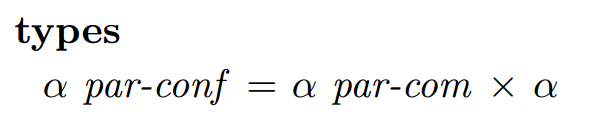 types
α par-conf = α par-com × α